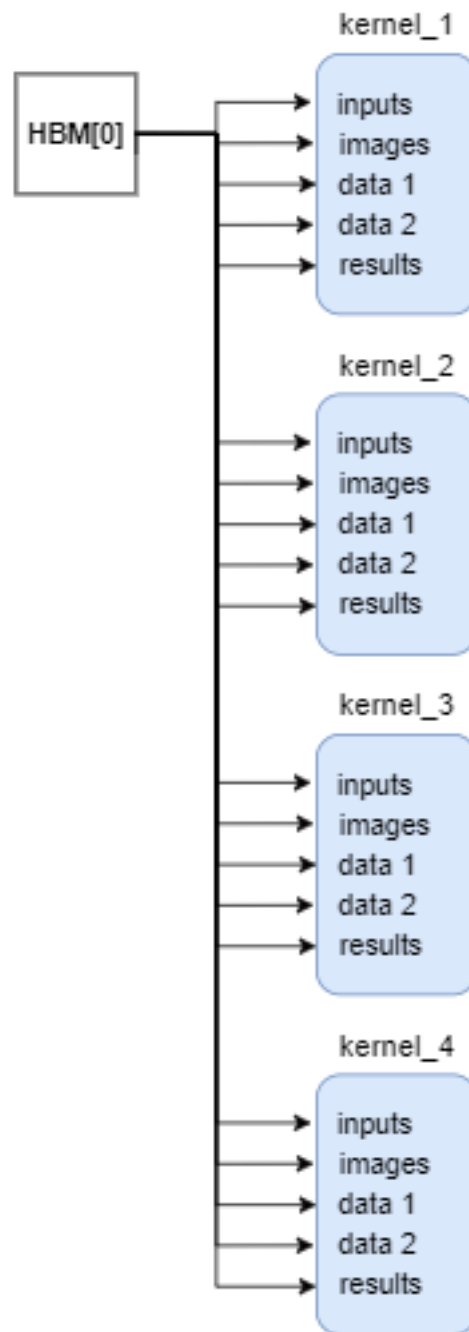 kernel_1
HBM[0]
inputs
images
data 1
data 2
results
kernel_2
inputs
images
data 1
data 2
results
kernel_3
inputs
images
data 1
data 2
results
kernel_4
inputs
images
data 1
data 2
results